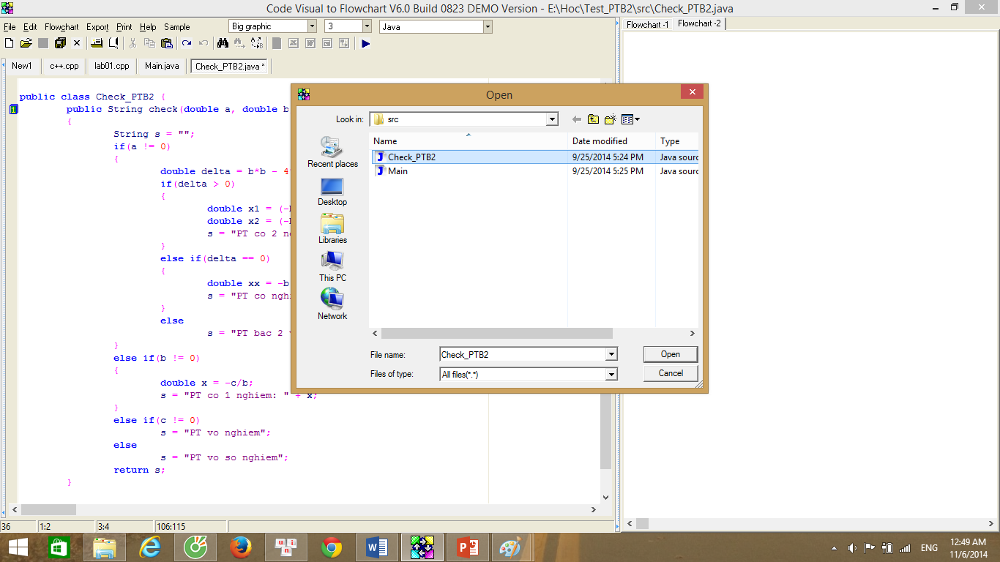 Code Visual to Flowchart V6.0 Build 0823 DEMO Version - E:\Hoc\Test_PTB2\src\Check_PTB2.java
File Edit Flowchart Export Print Help Sample Big graphic 3 Java
Flowchart -1 Flowchart -2
New1 c++.cpp lab01.cpp Main.java Check_PTB2.java *
public class Check_PTB2 {
1 public String check(double a, double b
{
String s = "";
if(a != 0)
{
double delta = b*b - 4
if(delta > 0)
{
double x1 = (-
double x2 = (-
s = "PT co 2
}
else if(delta == 0)
{
double xx = -b
s = "PT co
}
else
s = "PT bac 2
}
else if(b != 0)
{
double x = -c/b;
s = "PT co 1 nghiem: " + x;
}
else if(c != 0)
s = "PT vo nghiem";
else
s = "PT vo so nghiem";
return s;
}
Open
Look in: src
Recent places
Desktop
Libraries
This PC
Network
Name Date modified Type
Check_PTB2 9/25/2014 5:24 PM Java sourc
Main 9/25/2014 5:25 PM Java sourc
File name: Check_PTB2 Open
Files of type: All files(*.*) Cancel
36 1:2 3:4 106:115
ENG 12:49 AM
11/6/2014